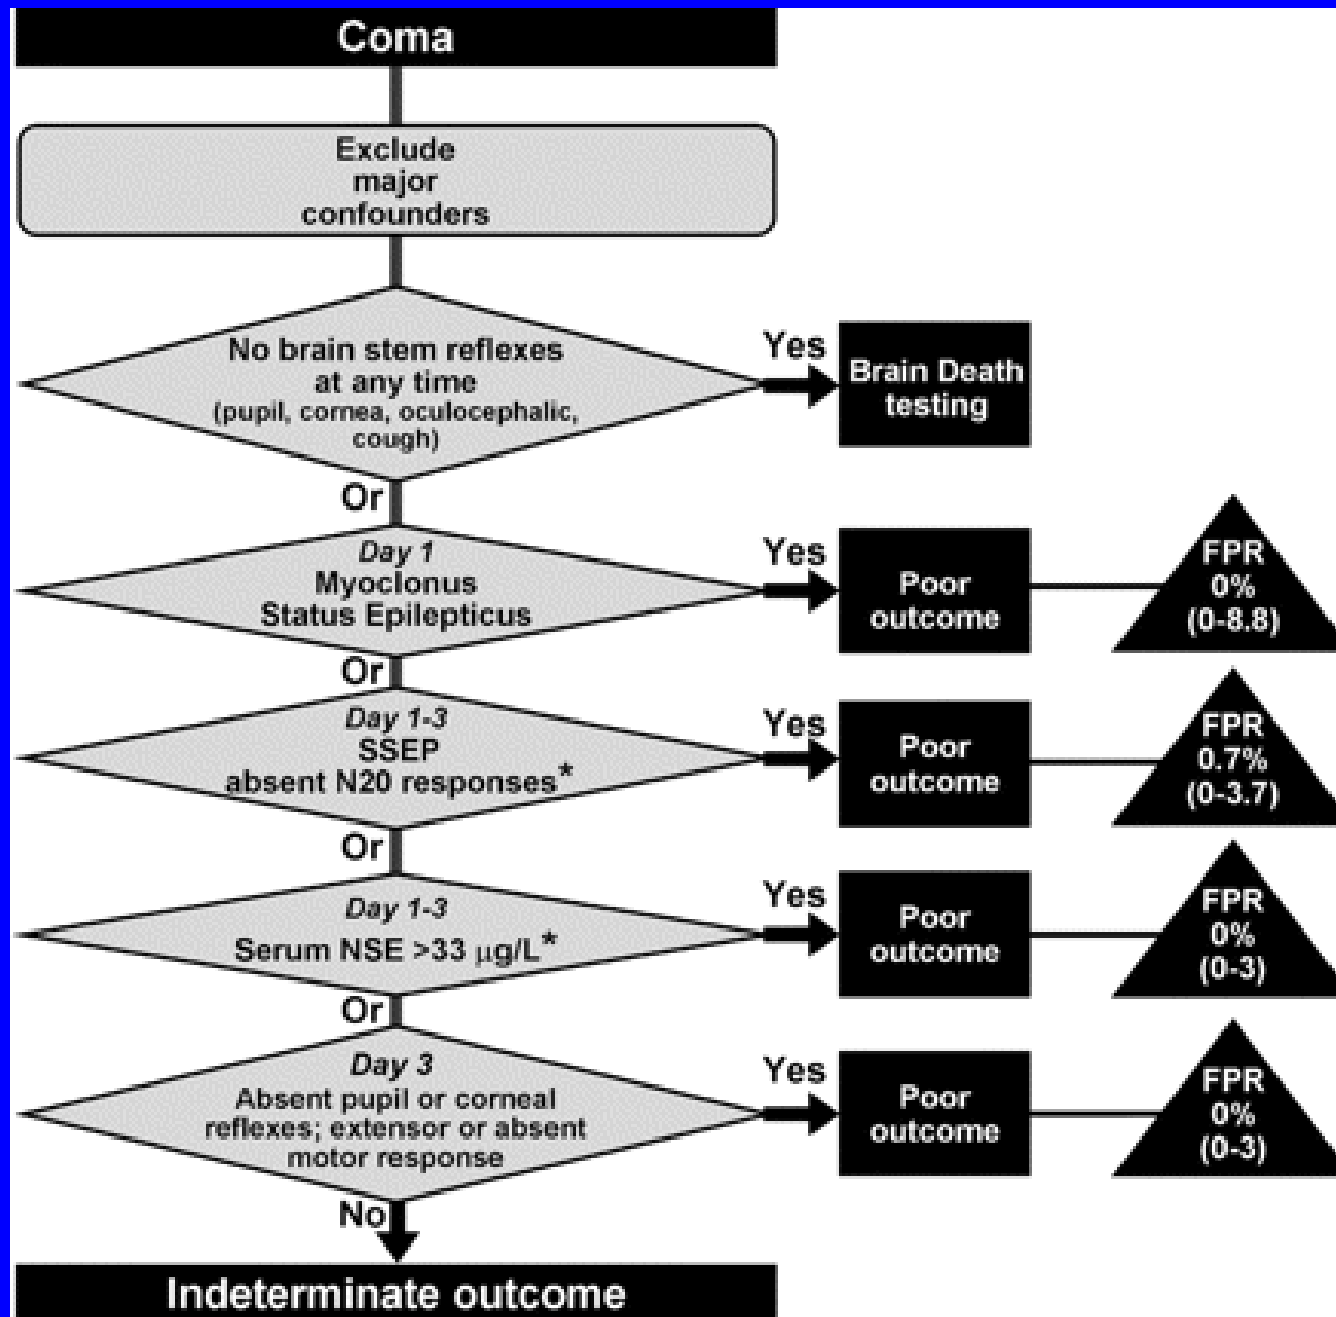 Coma
Exclude
major
confounders
No brain stem reflexes
at any time
(pupil, cornea, oculocephalic,
cough)
Yes
Brain Death
testing
Or
Day 1
Myoclonus
Status Epilepticus
Yes
Poor
outcome
FPR
0%
(0-8.8)
Or
Day 1-3
SSEP
absent N20 responses*
Yes
Poor
outcome
FPR
0.7%
(0-3.7)
Or
Day 1-3
Serum NSE >33 µg/L*
Yes
Poor
outcome
FPR
0%
(0-3)
Or
Day 3
Absent pupil or corneal
reflexes; extensor or absent
motor response
Yes
Poor
outcome
FPR
0%
(0-3)
No
Indeterminate outcome